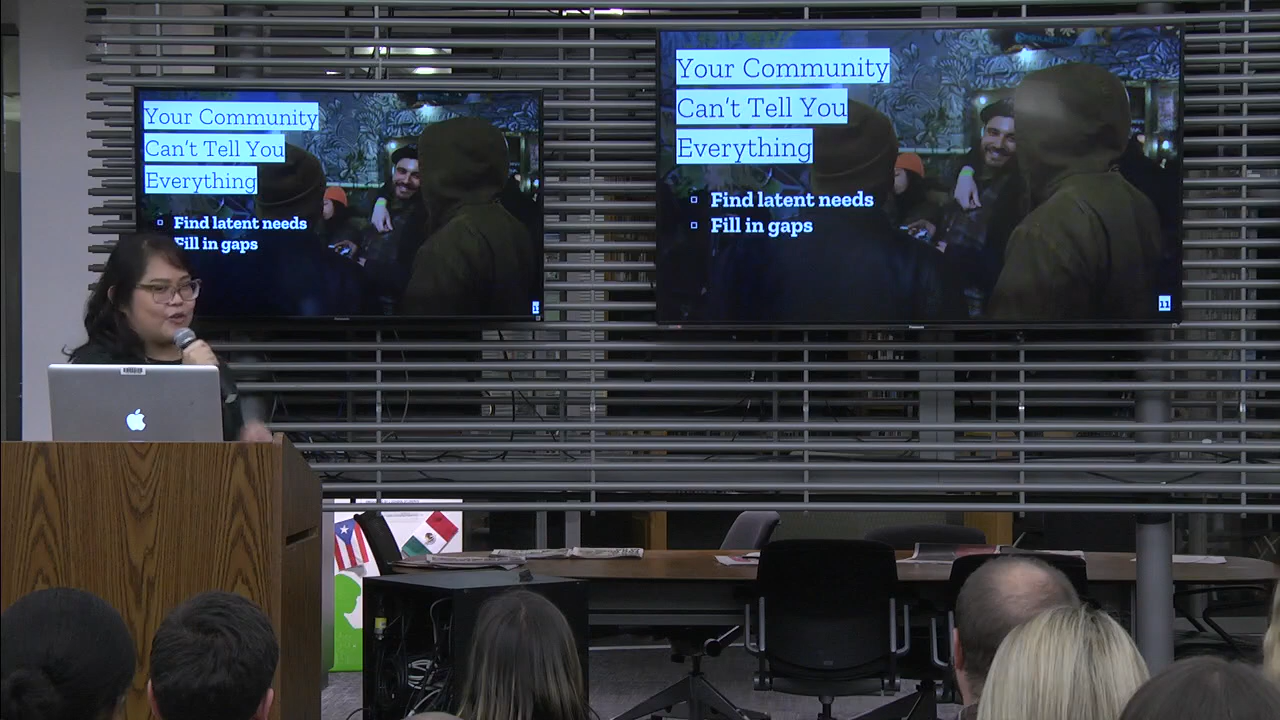 Your Community
Can't Tell You
Everything
Find latent needs
Fill in gaps
Your Community
Can't Tell You
Everything
Find latent needs
Fill in gaps
11